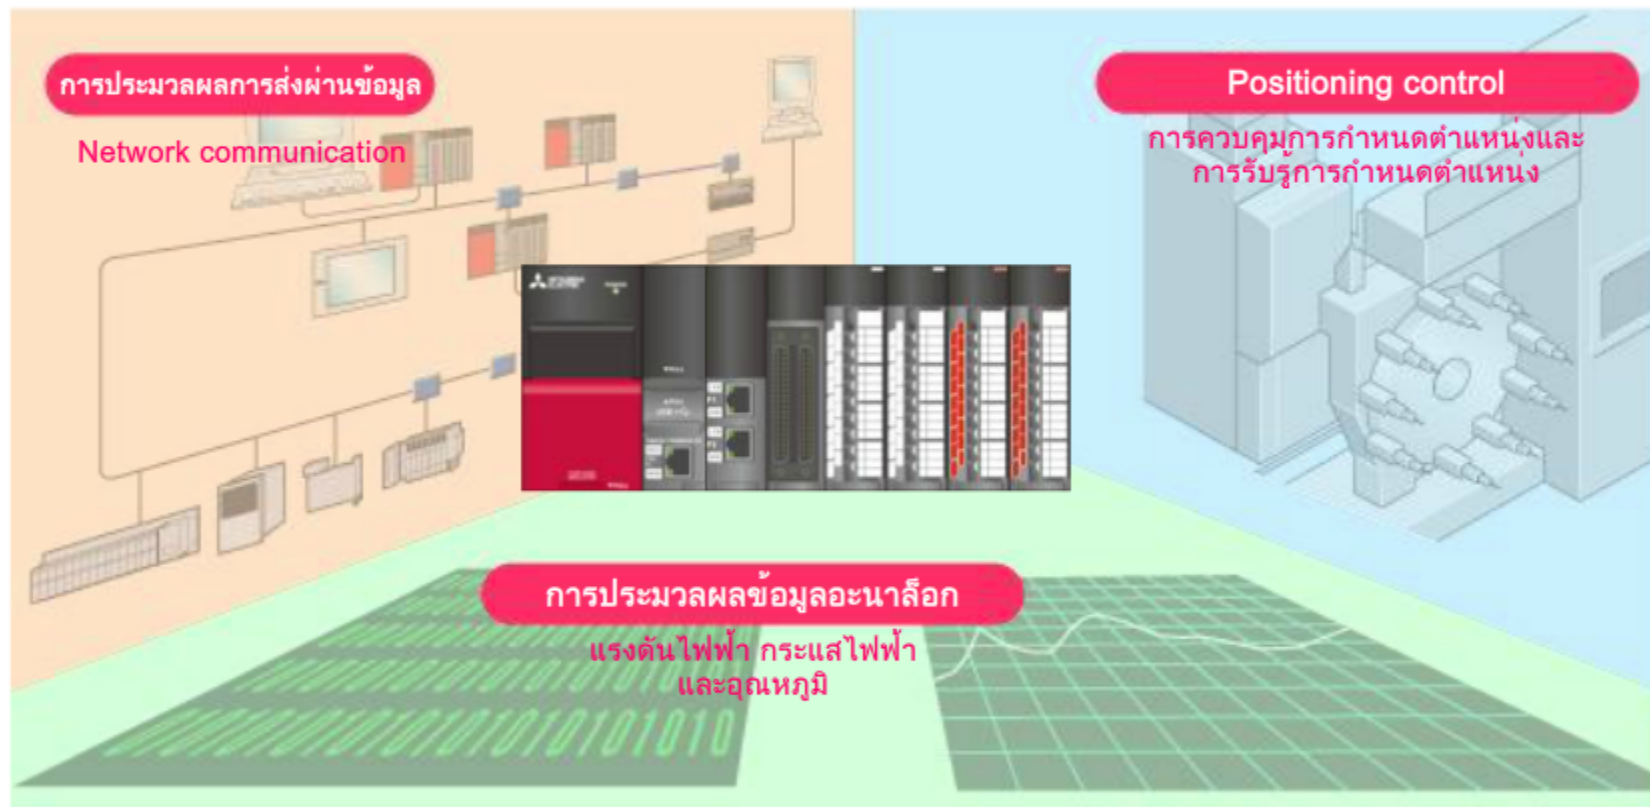 การประมวลผลการส่งผ่านข้อมูล
Network communication
Positioning control
การควบคุมการกำหนดตำแหน่งและ
การรับรู้การกำหนดตำแหน่ง
MITSUBISHI
ELECTRIC
การประมวลผลข้อมูลอะนาล็อก
แรงดันไฟฟ้า กระแสไฟฟ้า
และอุณหภูมิ
101010101010